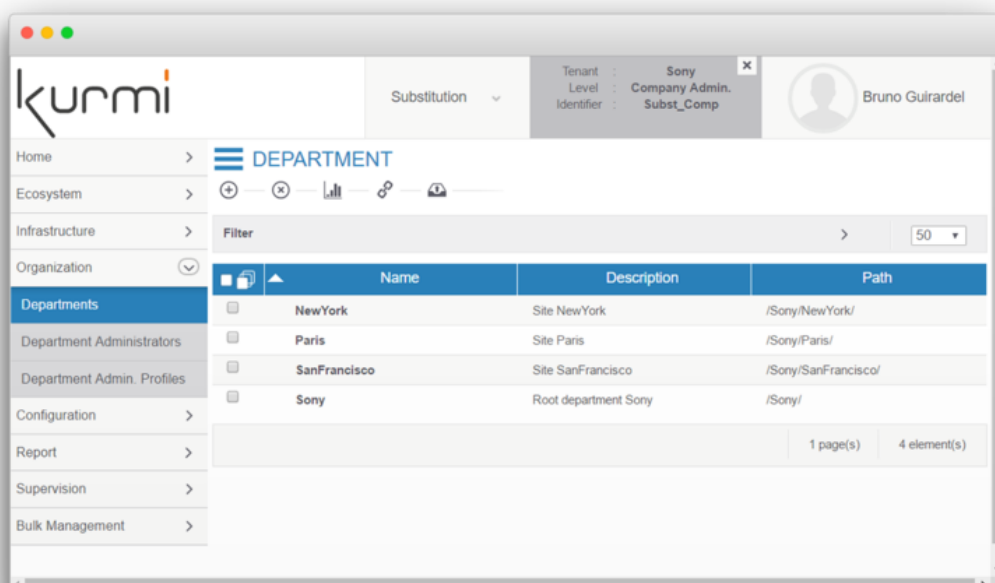 kurmi
Substitution
Tenant : Sony
Level : Company Admin.
Identifier : Subst_Comp
Bruno Guirardel
Home
Ecosystem
Infrastructure
Organization
Departments
Department Administrators
Department Admin. Profiles
Configuration
Report
Supervision
Bulk Management
DEPARTMENT
Filter 50
Name Description Path
NewYork Site NewYork /Sony/NewYork/
Paris Site Paris /Sony/Paris/
SanFrancisco Site SanFrancisco /Sony/SanFrancisco/
Sony Root department Sony /Sony/
1 page(s) 4 element(s)